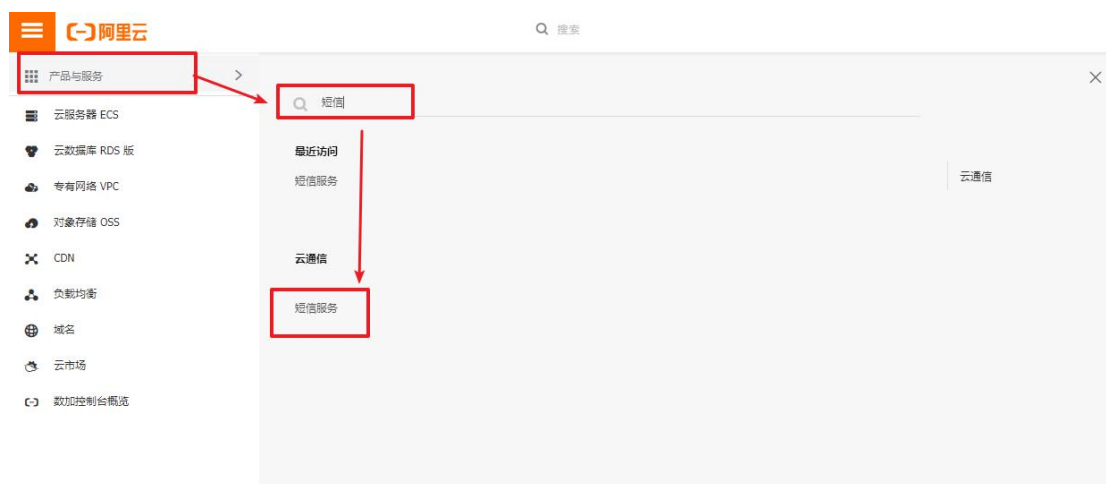 阿里云
搜索
产品与服务
短信
云服务器 ECS
云数据库 RDS 版
最近访问
短信服务
云通信
专有网络 VPC
对象存储 OSS
CDN
云通信
负载均衡
短信服务
域名
云市场
数加控制台概览